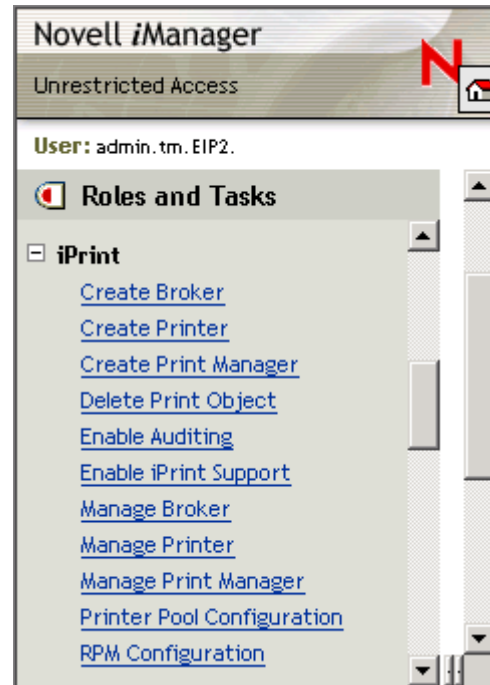 Novell iManager
N
Unrestricted Access
User: admin.tm.EIP2.
Roles and Tasks
iPrint
Create Broker
Create Printer
Create Print Manager
Delete Print Object
Enable Auditing
Enable iPrint Support
Manage Broker
Manage Printer
Manage Print Manager
Printer Pool Configuration
RPM Configuration